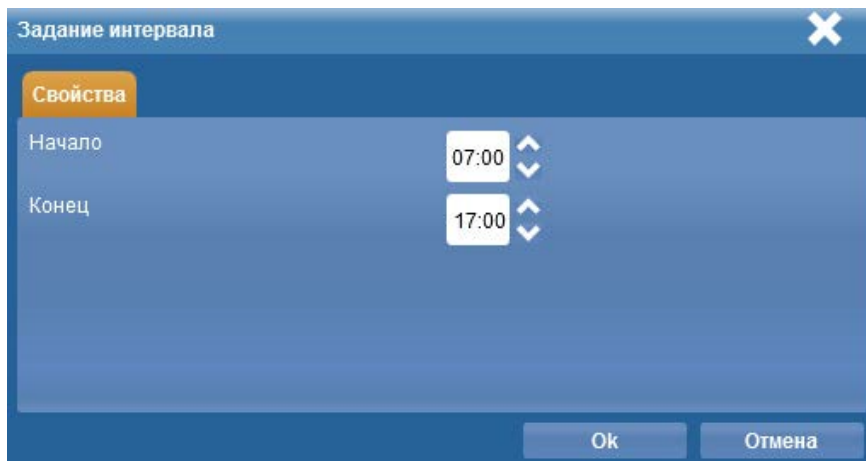 Задание интервала
Свойства
Начало 07:00
Конец 17:00
Ok Отмена